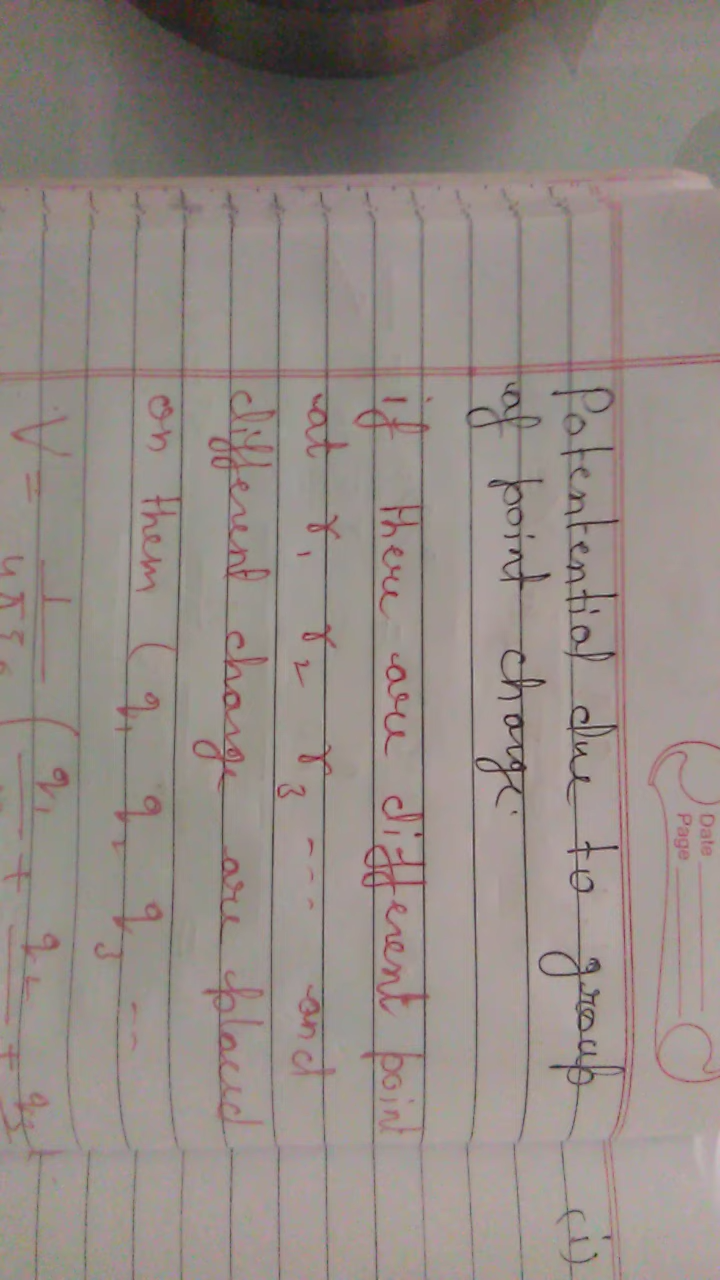 Date
Page
Potentential due to group
of point charge.
if there are different point
at r₁ r₂ r₃ --- and
different charge are placed
on them ( q₁ q₂ q₃ --
V = 1/4πε₀ ( q₁ + q₂ + q₃ +
(i)